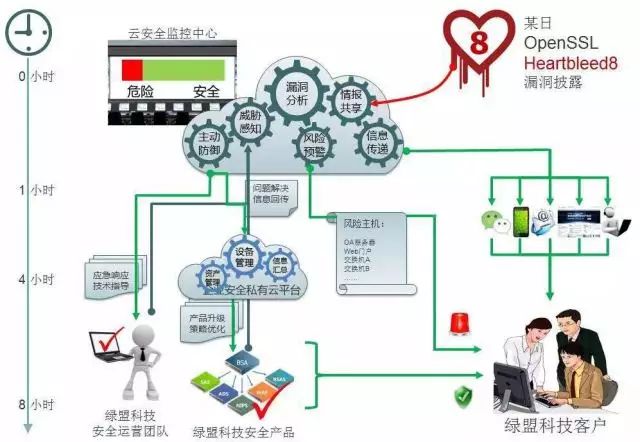 云安全监控中心
危险
安全
8
某日
OpenSSL
Heartbleed8
漏洞披露
0 小时
漏洞
分析
情报
共享
威胁
感知
主动
防御
风险
预警
信息
传递
1 小时
问题解决
信息回传
风险主机：
OA服务器
Web门户
交换机A
交换机B
......
4 小时
应急响应
技术指导
设备
管理
资产
管理
信息
汇总
企业安全私有云平台
产品升级
策略优化
BSA
RSAS
8 小时
绿盟科技
安全运营团队
绿盟科技安全产品
绿盟科技客户